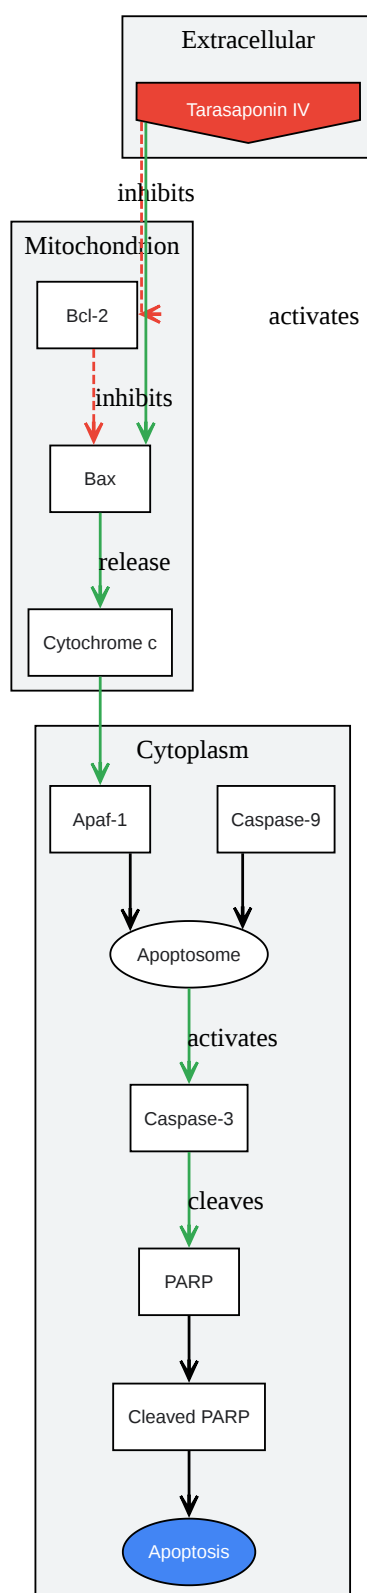 Extracellular
Tarasaponin IV
inhibits
Mitochondrion
Bcl-2
activates
inhibits
Bax
release
Cytochrome c
Cytoplasm
Apaf-1
Caspase-9
Apoptosome
activates
Caspase-3
cleaves
PARP
Cleaved PARP
Apoptosis